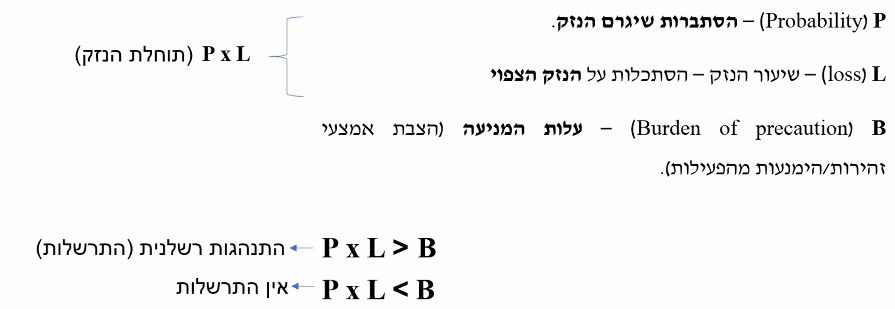 P (Probability) – הסתברות שיגרם הנזק.
L (loss) – שיעור הנזק – הסתכלות על הנזק הצפוי
P x L (תוחלת הנזק)
B (Burden of precaution) – עלות המניעה (הצבת אמצעי
זהירות/הימנעות מהפעילות).
P x L > B התנהגות רשלנית (התרשלות)
P x L < B אין התרשלות